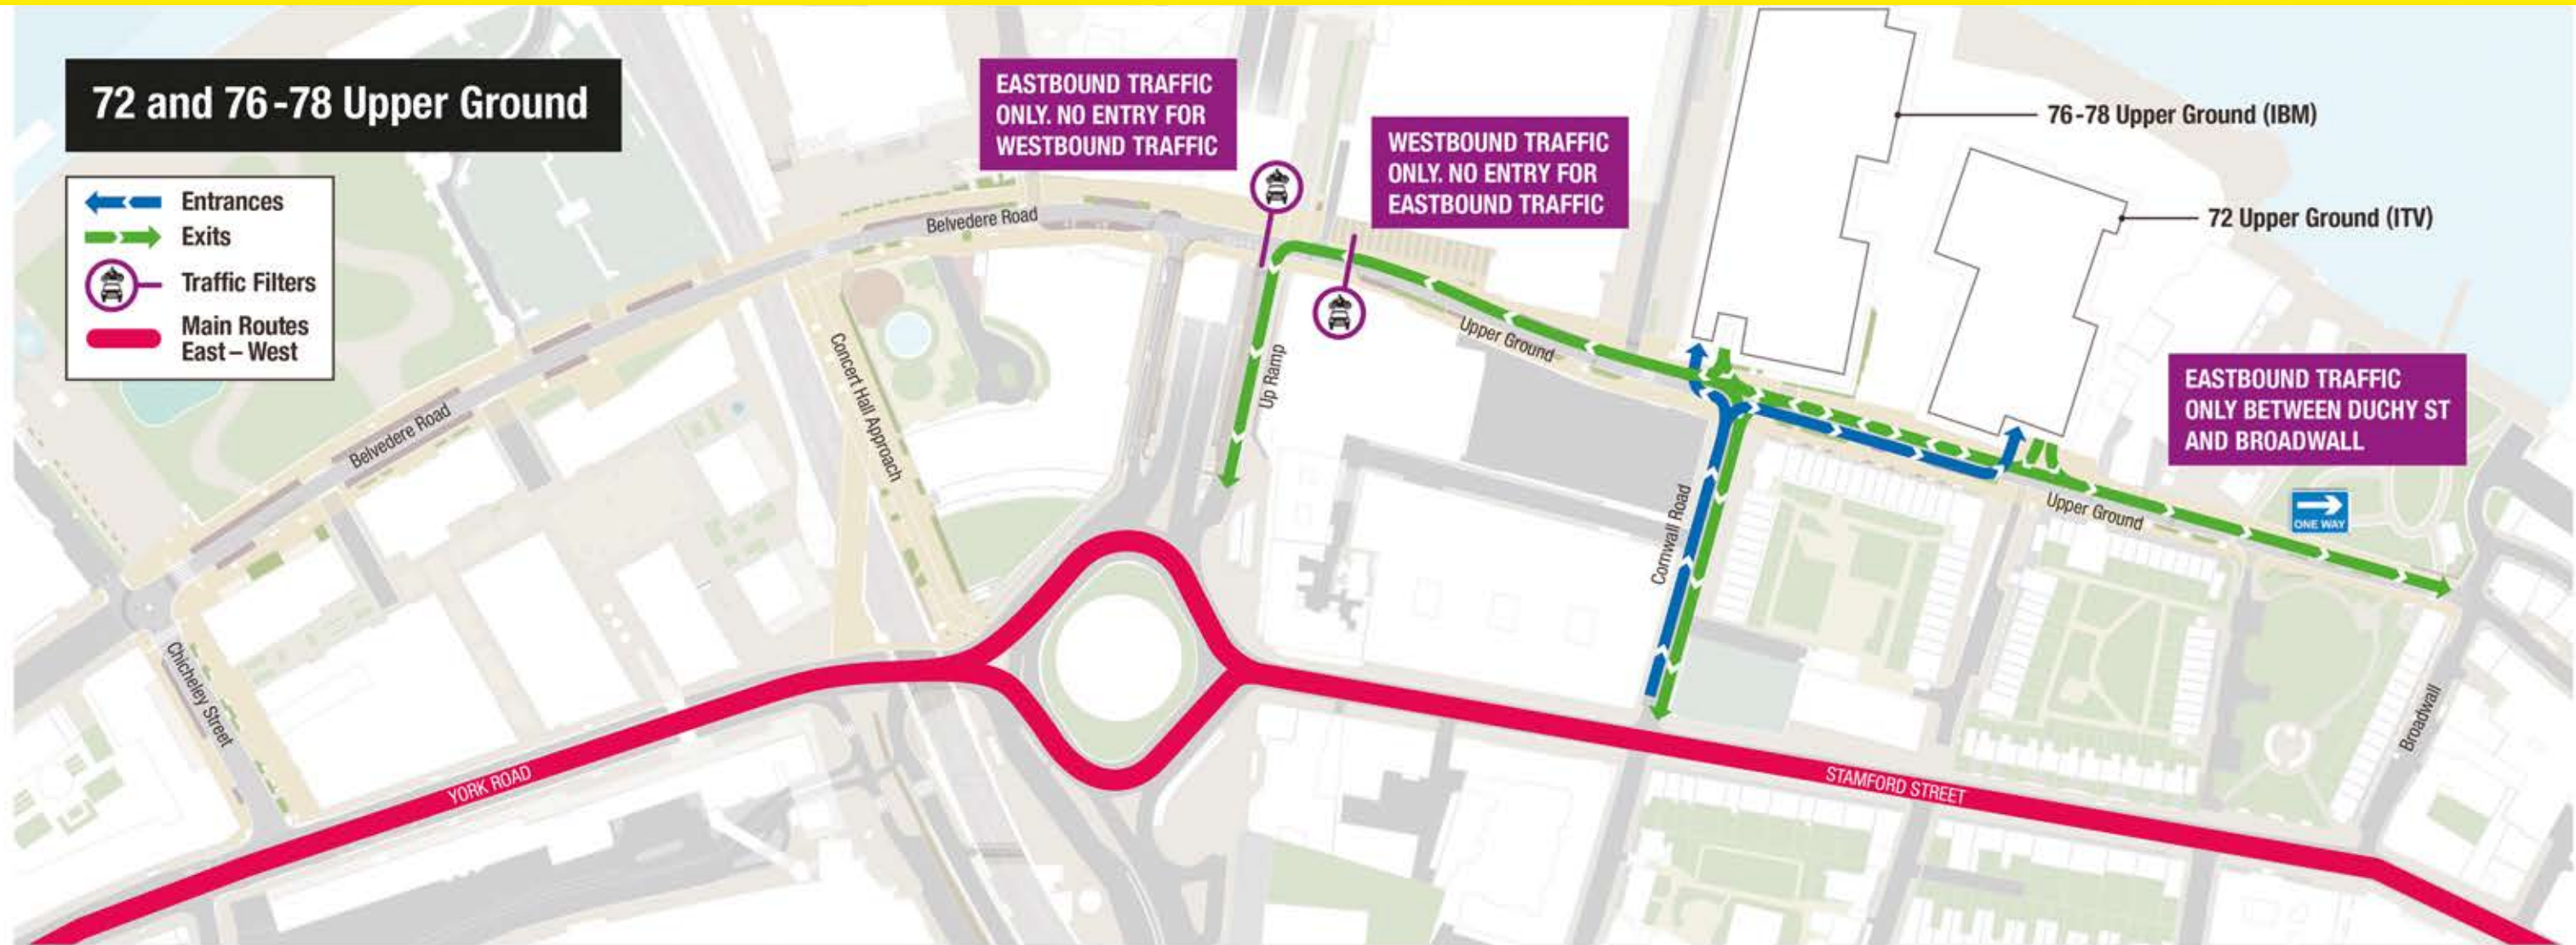 72 and 76-78 Upper Ground
Entrances
Exits
Traffic Filters
Main Routes
East – West
EASTBOUND TRAFFIC
ONLY. NO ENTRY FOR
WESTBOUND TRAFFIC
WESTBOUND TRAFFIC
ONLY. NO ENTRY FOR
EASTBOUND TRAFFIC
76-78 Upper Ground (IBM)
72 Upper Ground (ITV)
EASTBOUND TRAFFIC
ONLY BETWEEN DUCHY ST
AND BROADWALL
ONE WAY
Belvedere Road
Belvedere Road
Concert Hall Approach
Up Ramp
Upper Ground
Upper Ground
Cornwall Road
Chicheley Street
YORK ROAD
STAMFORD STREET
Broadwall